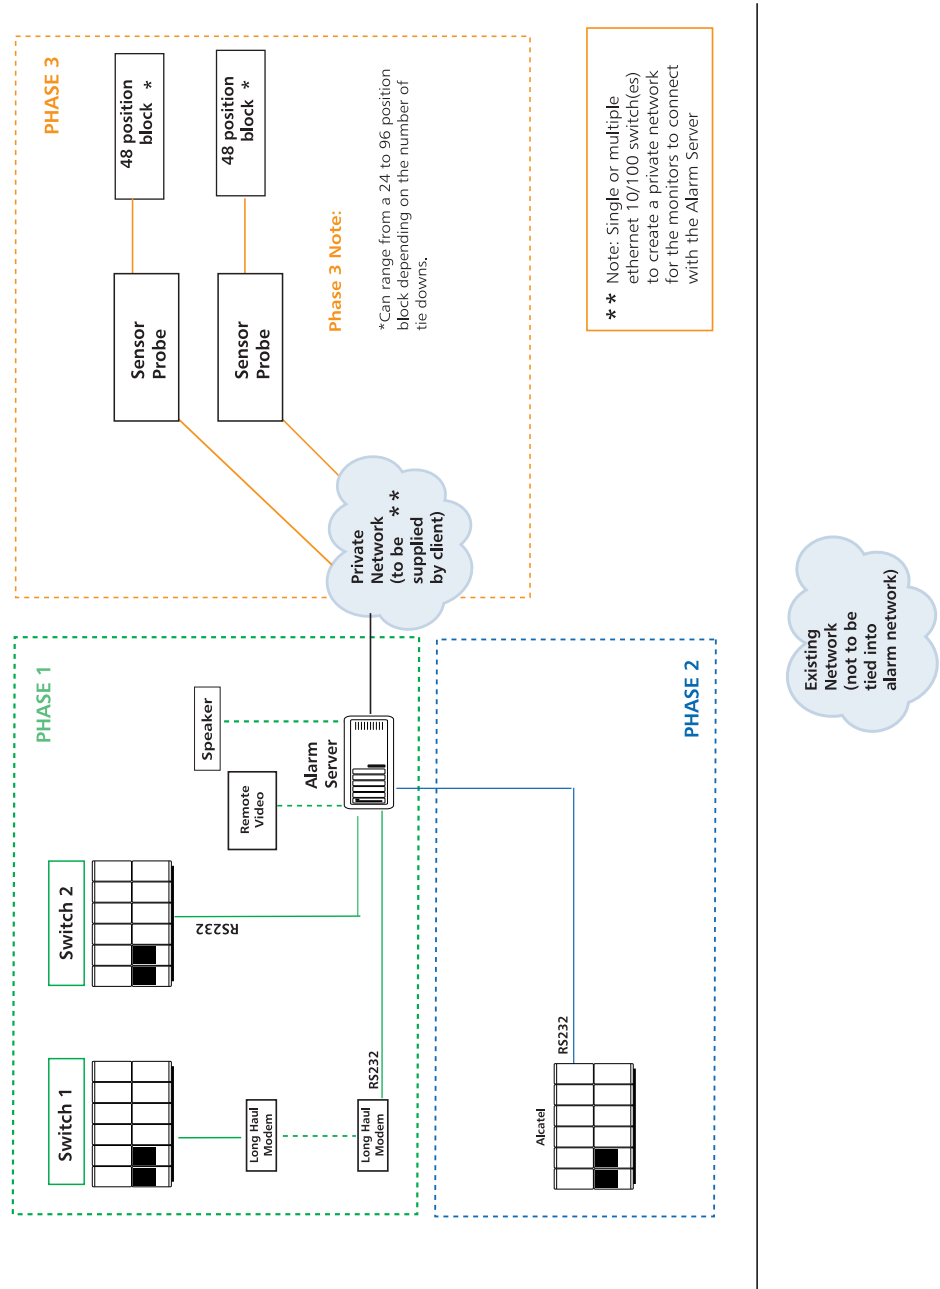 PHASE 1
Switch 1
Switch 2
Long Haul
Modem
Long Haul
Modem
RS232
RS232
Remote
Video
Speaker
Alarm
Server
PHASE 2
Alcatel
RS232
PHASE 3
48 position
block *
48 position
block *
Sensor
Probe
Sensor
Probe
Phase 3 Note:
*Can range from a 24 to 96 position
block depending on the number of
tie downs.
Private
Network
(to be **
supplied
by client)
** Note: Single or multiple
ethernet 10/100 switch(es)
to create a private network
for the monitors to connect
with the Alarm Server
Existing
Network
(not to be
tied into
alarm network)